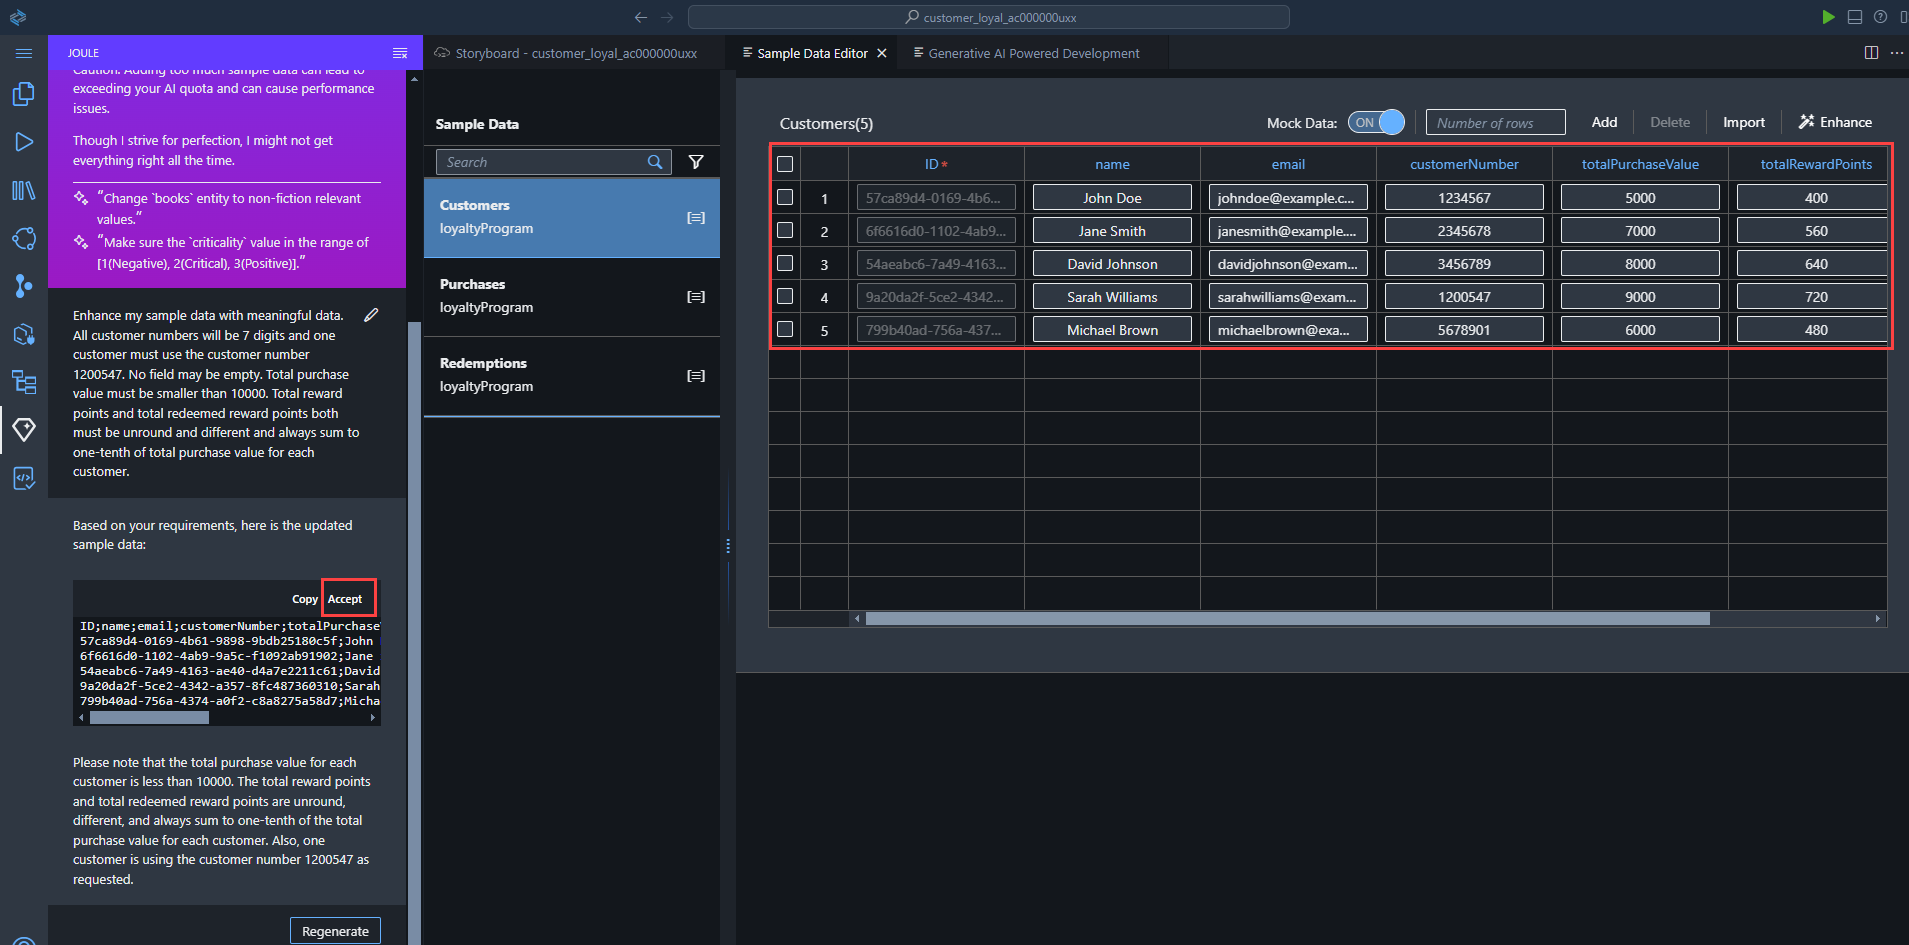 customer_loyal_ac000000uxx
JOULE
Caution: Adding too much sample data can lead to
exceeding your AI quota and can cause performance
issues.
Though I strive for perfection, I might not get
everything right all the time.
"Change `books` entity to non-fiction relevant
values."
"Make sure the `criticality` value in the range of
[1(Negative), 2(Critical), 3(Positive)]."
Enhance my sample data with meaningful data.
All customer numbers will be 7 digits and one
customer must use the customer number
1200547. No field may be empty. Total purchase
value must be smaller than 10000. Total reward
points and total redeemed reward points both
must be unround and different and always sum to
one-tenth of total purchase value for each
customer.
Based on your requirements, here is the updated
sample data:
Copy Accept
ID;name;email;customerNumber;totalPurchase
57ca89d4-0169-4b61-9898-9bdb25180c5f;John
6f6616d0-1102-4ab9-9a5c-f1092ab91902;Jane
54aeabc6-7a49-4163-ae40-d4a7e2211c61;David
9a20da2f-5ce2-4342-a357-8fc487360310;Sarah
799b40ad-756a-4374-a0f2-c8a8275a58d7;Micha
Please note that the total purchase value for each
customer is less than 10000. The total reward points
and total redeemed reward points are unround,
different, and always sum to one-tenth of the total
purchase value for each customer. Also, one
customer is using the customer number 1200547 as
requested.
Regenerate
Storyboard - customer_loyal_ac000000uxx
Sample Data Editor
Generative AI Powered Development
Sample Data
Search
Customers
loyaltyProgram
Purchases
loyaltyProgram
Redemptions
loyaltyProgram
Customers(5)
Mock Data: ON Number of rows Add Delete Import Enhance
ID* name email customerNumber totalPurchaseValue totalRewardPoints
1 57ca89d4-0169-4b6... John Doe johndoe@example.c... 1234567 5000 400
2 6f6616d0-1102-4ab9... Jane Smith janesmith@example.... 2345678 7000 560
3 54aeabc6-7a49-4163... David Johnson davidjohnson@exam... 3456789 8000 640
4 9a20da2f-5ce2-4342... Sarah Williams sarahwilliams@exam... 1200547 9000 720
5 799b40ad-756a-437... Michael Brown michaelbrown@exa... 5678901 6000 480